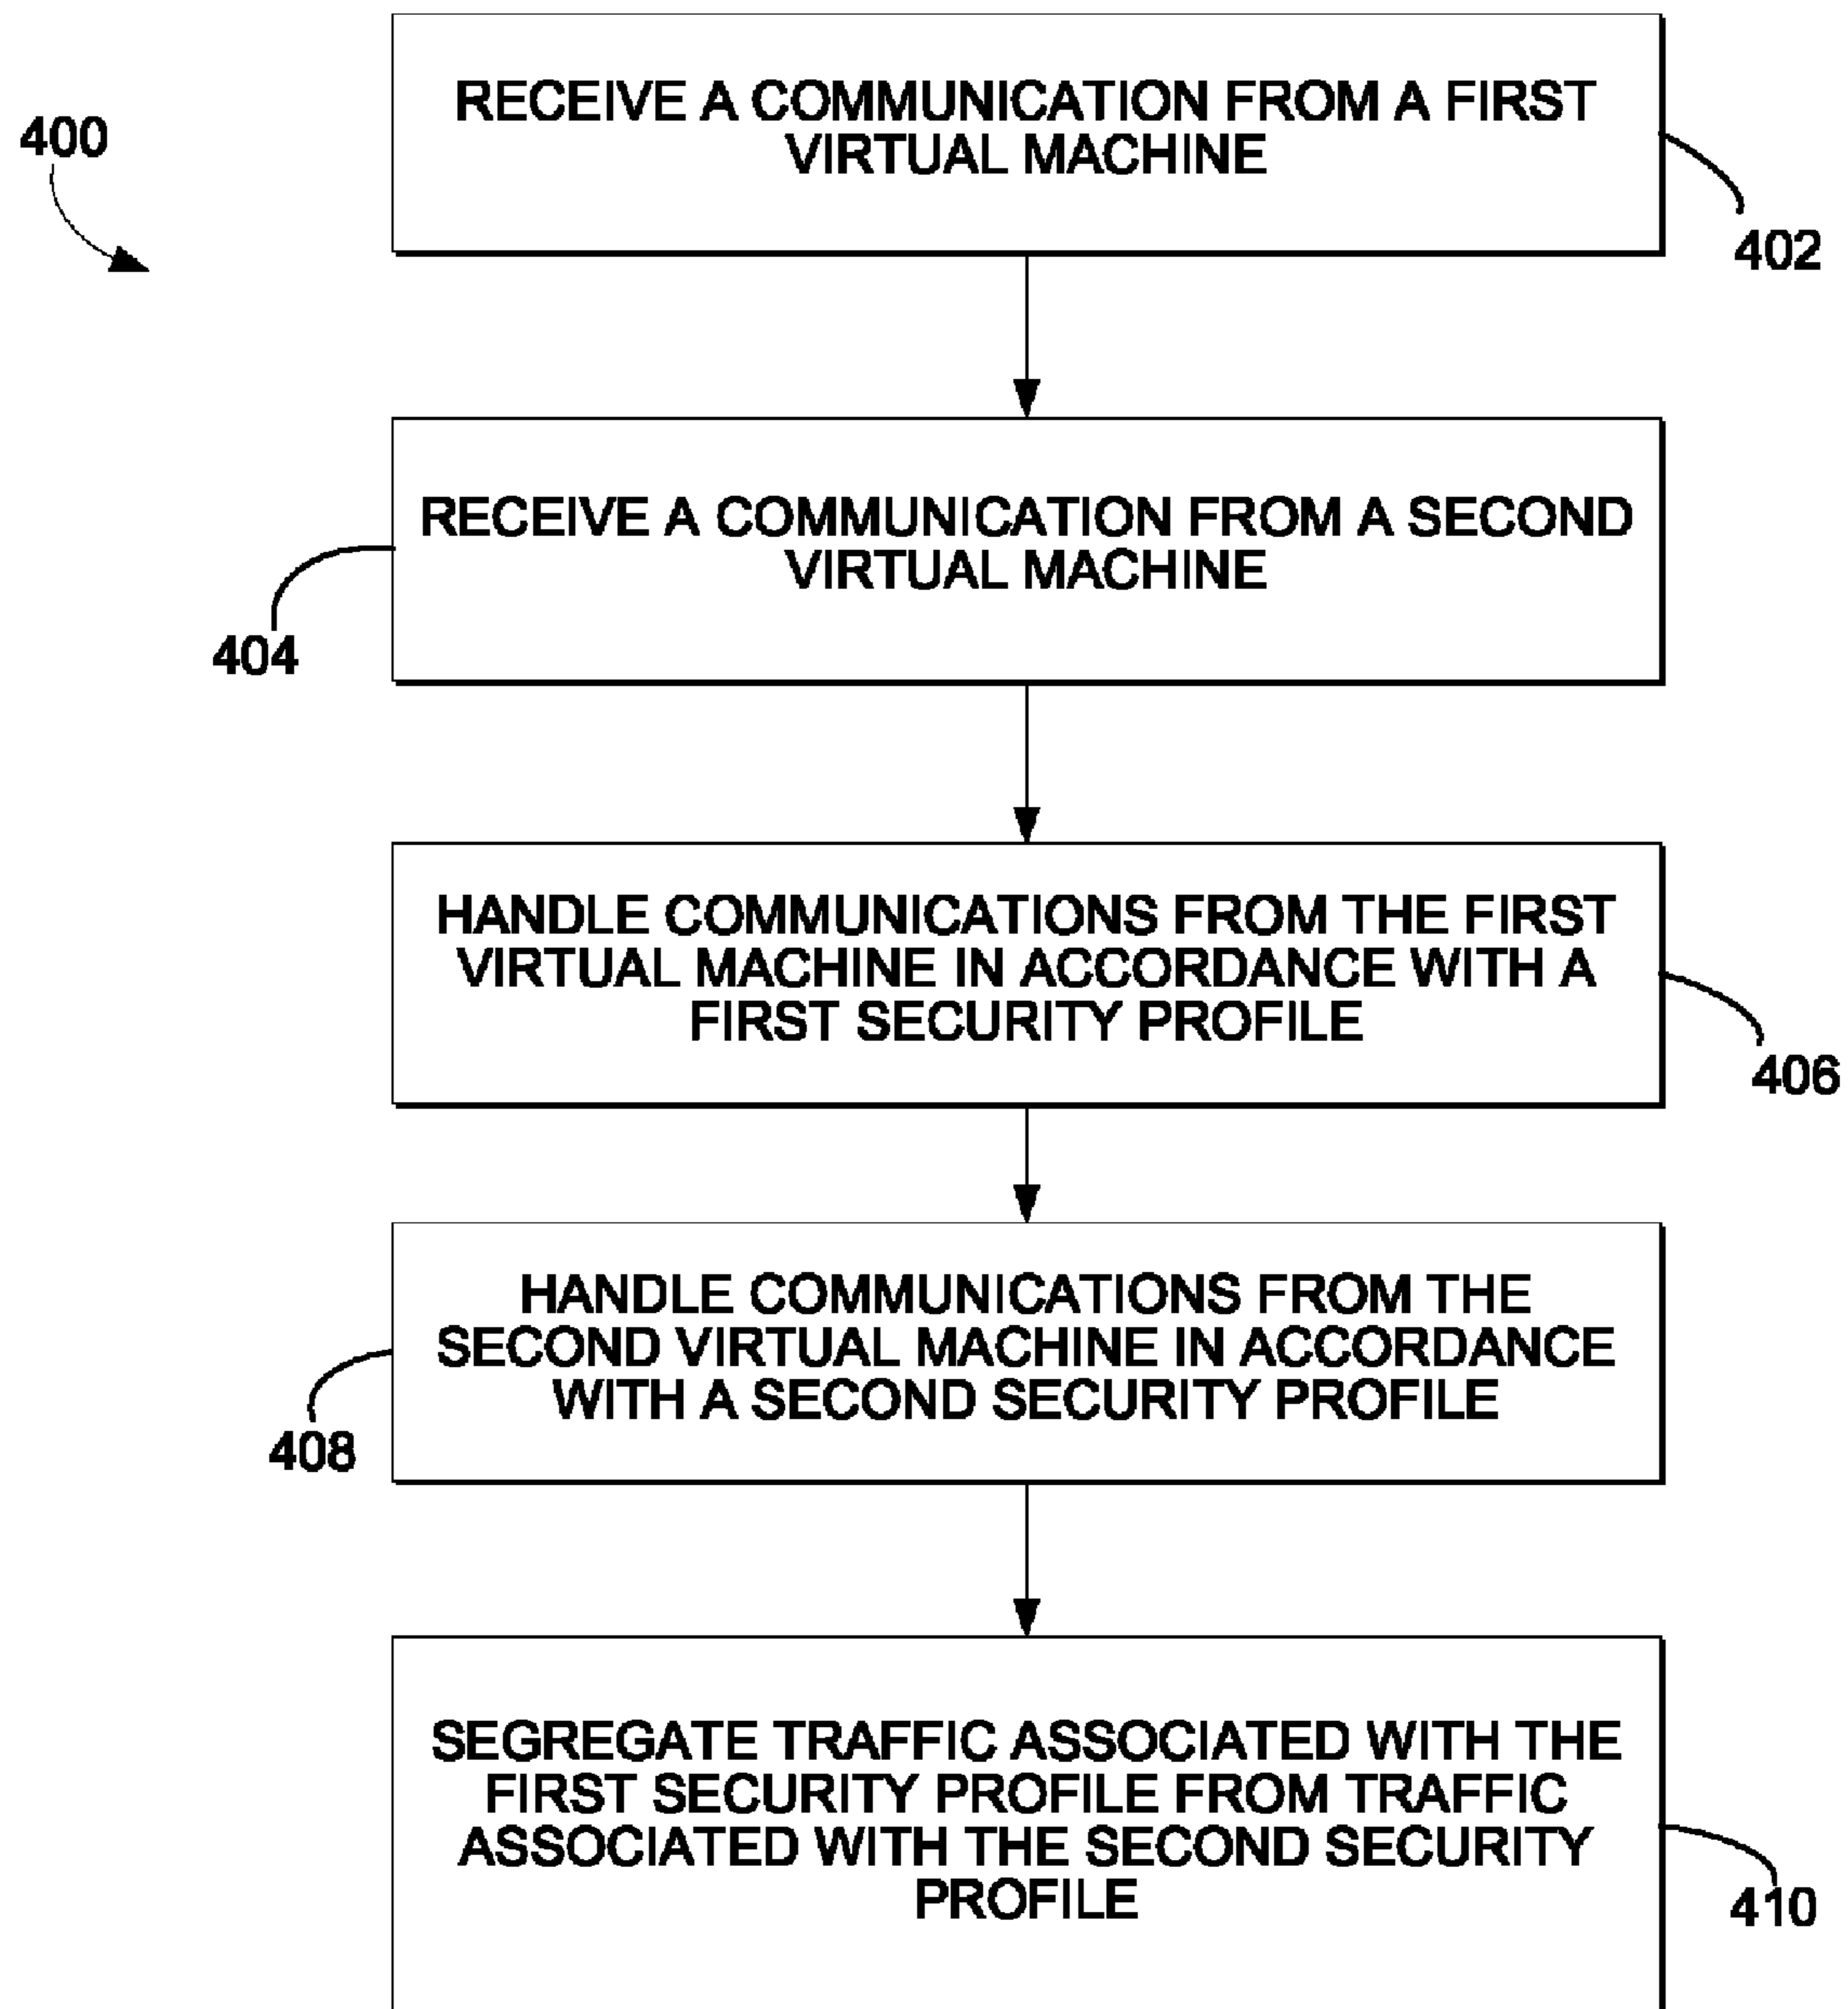 400
RECEIVE A COMMUNICATION FROM A FIRST
VIRTUAL MACHINE
402
RECEIVE A COMMUNICATION FROM A SECOND
VIRTUAL MACHINE
404
HANDLE COMMUNICATIONS FROM THE FIRST
VIRTUAL MACHINE IN ACCORDANCE WITH A
FIRST SECURITY PROFILE
406
HANDLE COMMUNICATIONS FROM THE
SECOND VIRTUAL MACHINE IN ACCORDANCE
WITH A SECOND SECURITY PROFILE
408
SEGREGATE TRAFFIC ASSOCIATED WITH THE
FIRST SECURITY PROFILE FROM TRAFFIC
ASSOCIATED WITH THE SECOND SECURITY
PROFILE
410